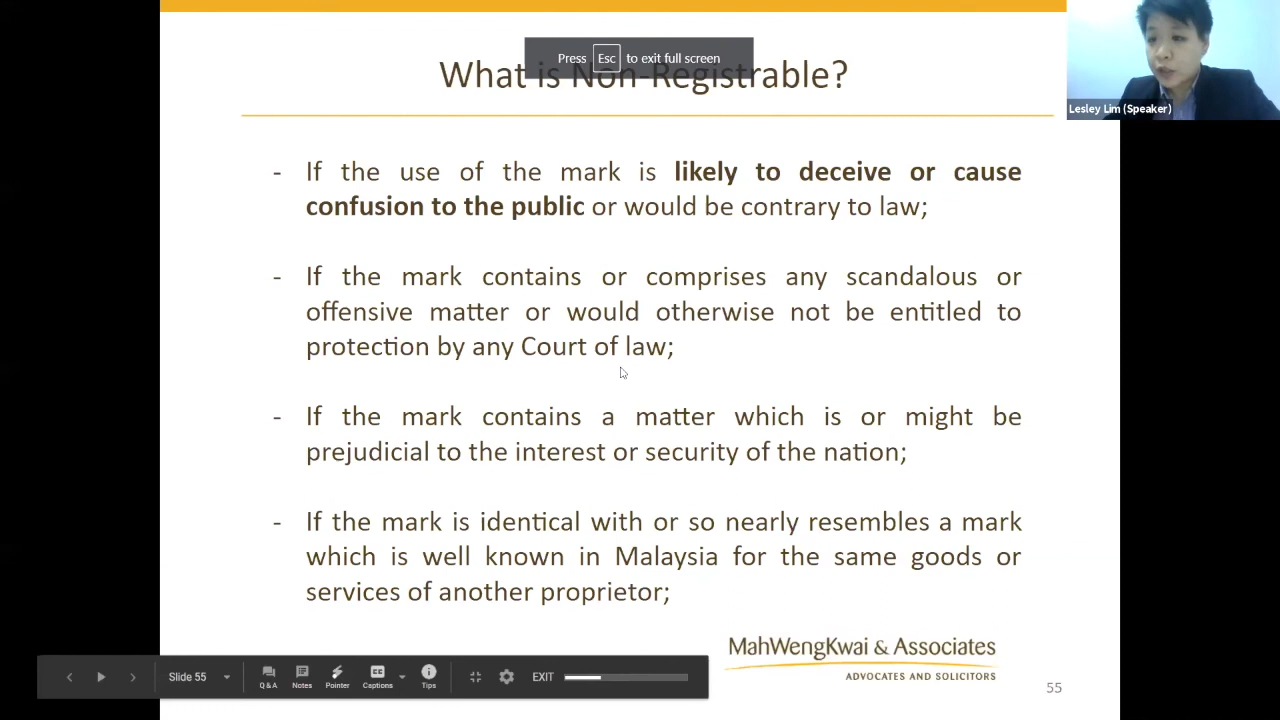 Press Esc to exit full screen
What is Non-Registrable?
Lesley Lim (Speaker)
- If the use of the mark is likely to deceive or cause
confusion to the public or would be contrary to law;
- If the mark contains or comprises any scandalous or
offensive matter or would otherwise not be entitled to
protection by any Court of law;
- If the mark contains a matter which is or might be
prejudicial to the interest or security of the nation;
- If the mark is identical with or so nearly resembles a mark
which is well known in Malaysia for the same goods or
services of another proprietor;
MahWengKwai & Associates
ADVOCATES AND SOLICITORS
55
Slide 55
Q & A
Notes
Pointer
Captions
Tips
EXIT